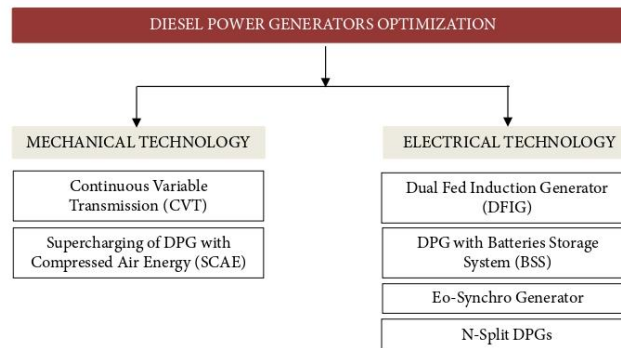 DIESEL POWER GENERATORS OPTIMIZATION
MECHANICAL TECHNOLOGY
Continuous Variable
Transmission (CVT)
Supercharging of DPG with
Compressed Air Energy (SCAE)
ELECTRICAL TECHNOLOGY
Dual Fed Induction Generator
(DFIG)
DPG with Batteries Storage
System (BSS)
Eo-Synchro Generator
N-Split DPGs